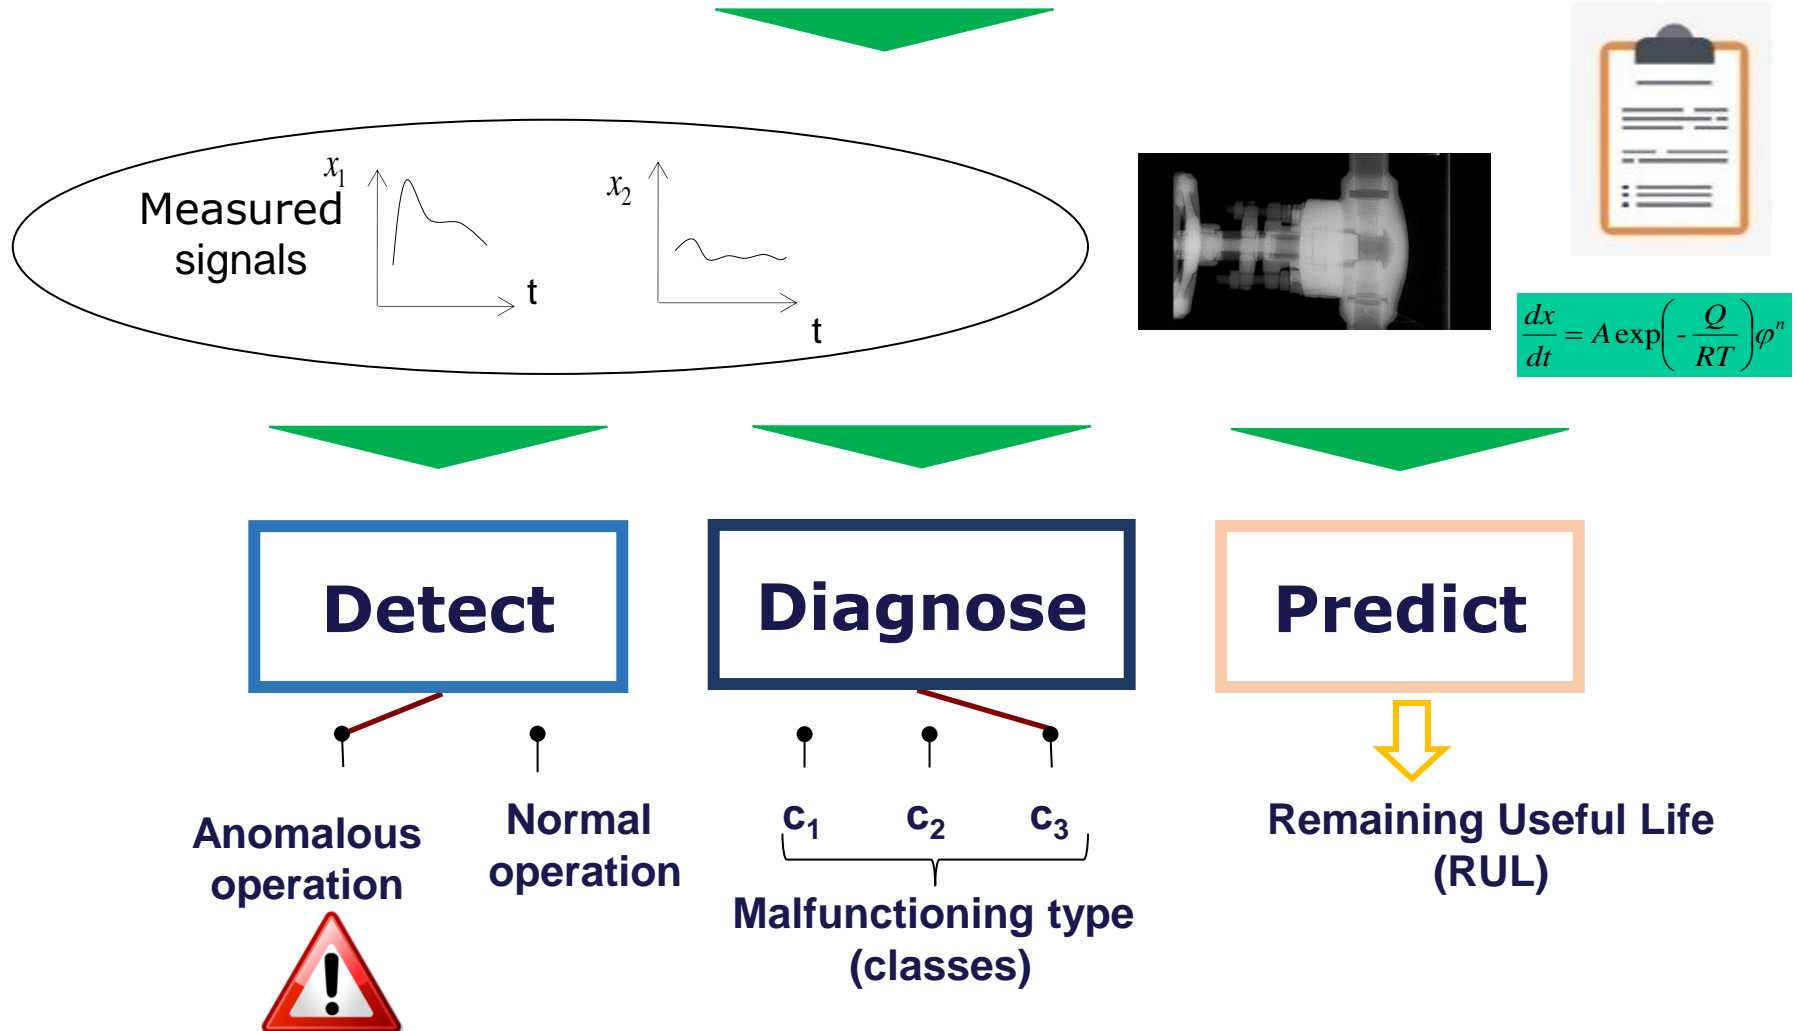 x₁
x₂
Measured
signals
t
t
dx/dt = A exp(-Q/RT)φⁿ
Detect
Diagnose
Predict
Anomalous
operation
Normal
operation
c₁ c₂ c₃
Malfunctioning type
(classes)
Remaining Useful Life
(RUL)